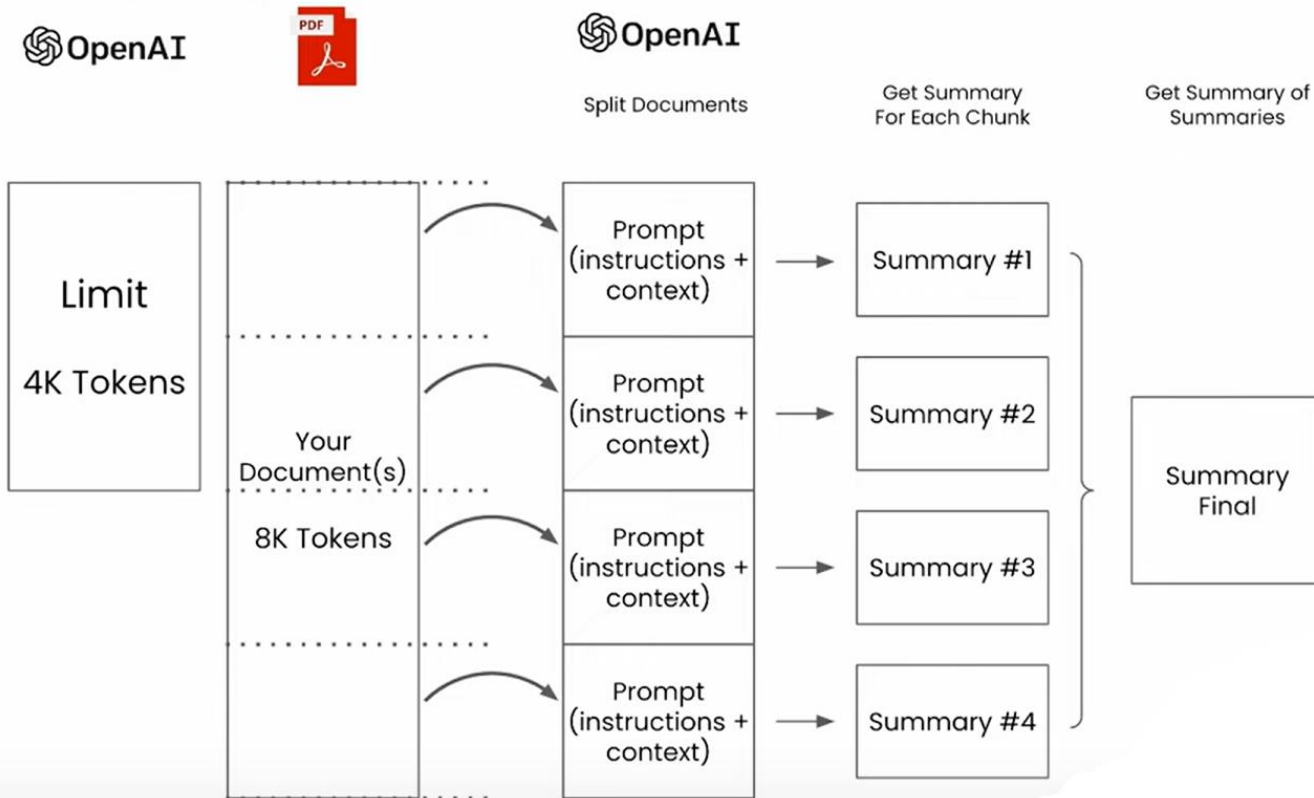 OpenAI
PDF
OpenAI
Split Documents
Get Summary
For Each Chunk
Get Summary of
Summaries
Limit
4K Tokens
Your
Document(s)
8K Tokens
Prompt
(instructions +
context)
Summary #1
Prompt
(instructions +
context)
Summary #2
Prompt
(instructions +
context)
Summary #3
Prompt
(instructions +
context)
Summary #4
Summary
Final